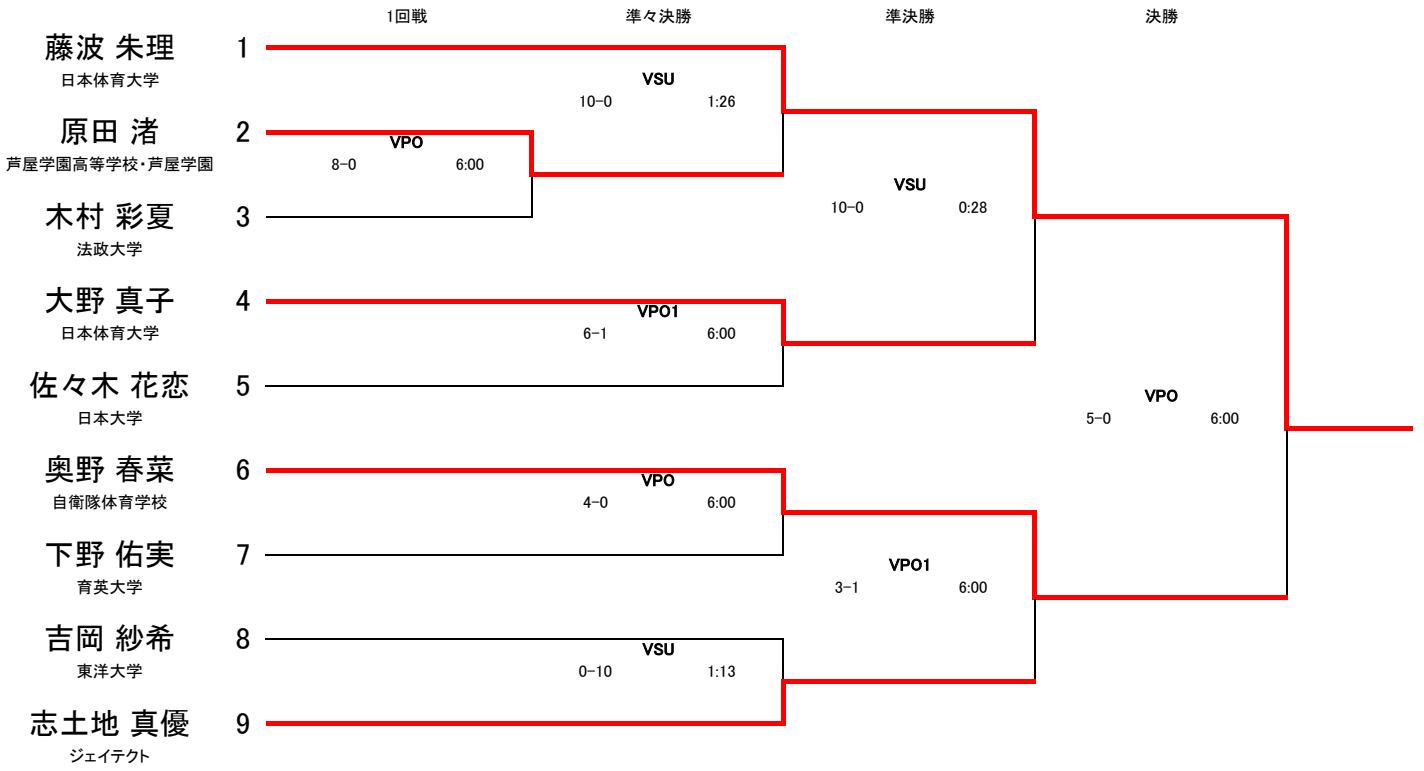 1回戦 準々決勝 準決勝 決勝
藤波 朱理 1
日本体育大学
VSU
10-0 1:26
原田 渚 2
芦屋学園高等学校・芦屋学園
VPO
8-0 6:00
VSU
10-0 0:28
木村 彩夏 3
法政大学
大野 真子 4
日本体育大学
VPO1
6-1 6:00
佐々木 花恋 5
日本大学
VPO
5-0 6:00
奥野 春菜 6
自衛隊体育学校
VPO
4-0 6:00
下野 佑実 7
育英大学
VPO1
3-1 6:00
吉岡 紗希 8
東洋大学
VSU
0-10 1:13
志土地 真優 9
ジェイテクト